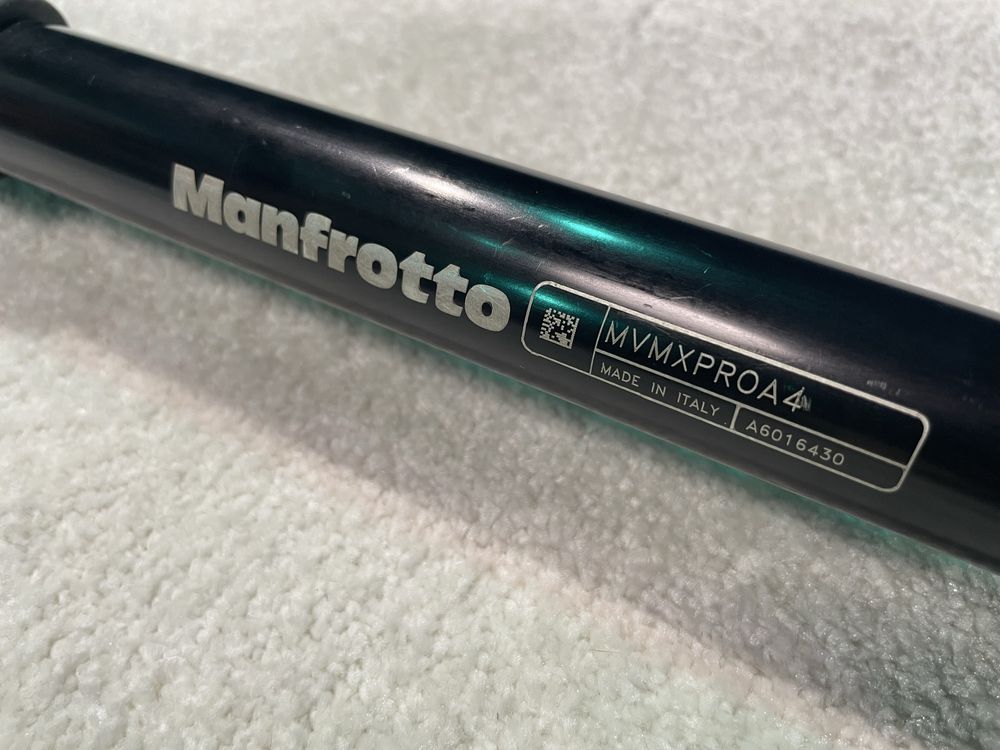 Manfrotto
MVMXPROA4
MADE IN ITALY
A6016430